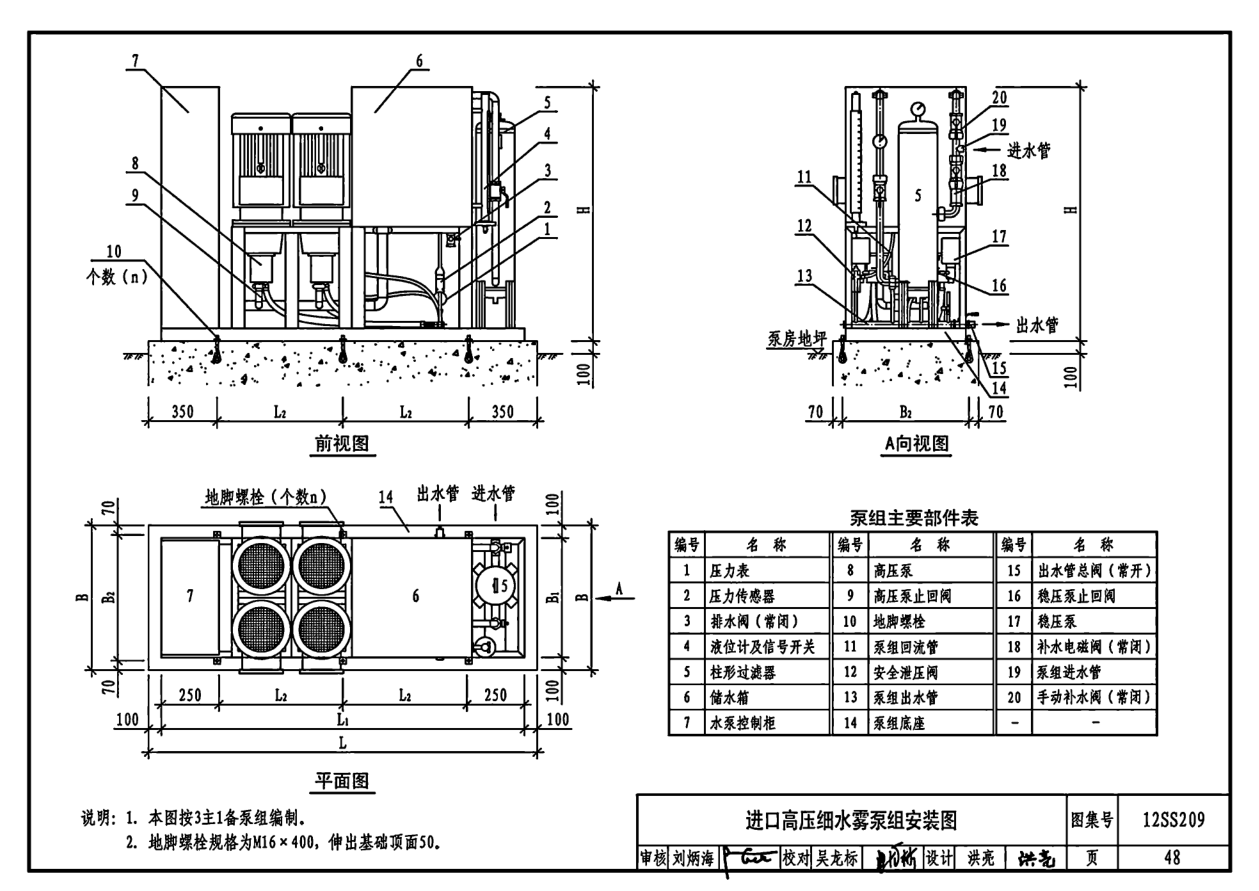 7
6
5
4
3
2
1
8
9
10
个数（n）
H
100
350
L₂
L₂
350
前视图
20
19
进水管
18
5
11
12
17
13
16
H
泵房地坪
出水管
15
14
100
70
B₂
70
A向视图
地脚螺栓（个数n）
14
出水管
进水管
70
100
B
B₂
7
6
5
B₁
B
A
70
100
250
L₂
L₂
250
100
L₁
100
L
平面图
泵组主要部件表
编号 名 称 编号 名 称 编号 名 称
1 压力表 8 高压泵 15 出水管总阀（常开）
2 压力传感器 9 高压泵止回阀 16 稳压泵止回阀
3 排水阀（常闭） 10 地脚螺栓 17 稳压泵
4 液位计及信号开关 11 泵组回流管 18 补水电磁阀（常闭）
5 柱形过滤器 12 安全泄压阀 19 泵组进水管
6 储水箱 13 泵组出水管 20 手动补水阀（常闭）
7 水泵控制柜 14 泵组底座 - -
说明：1. 本图按3主1备泵组编制。
2. 地脚螺栓规格为M16×400，伸出基础顶面50。
进口高压细水雾泵组安装图 图集号 12SS209
审核 刘炳海 校对 吴龙标 设计 洪亮 洪亮 页 48